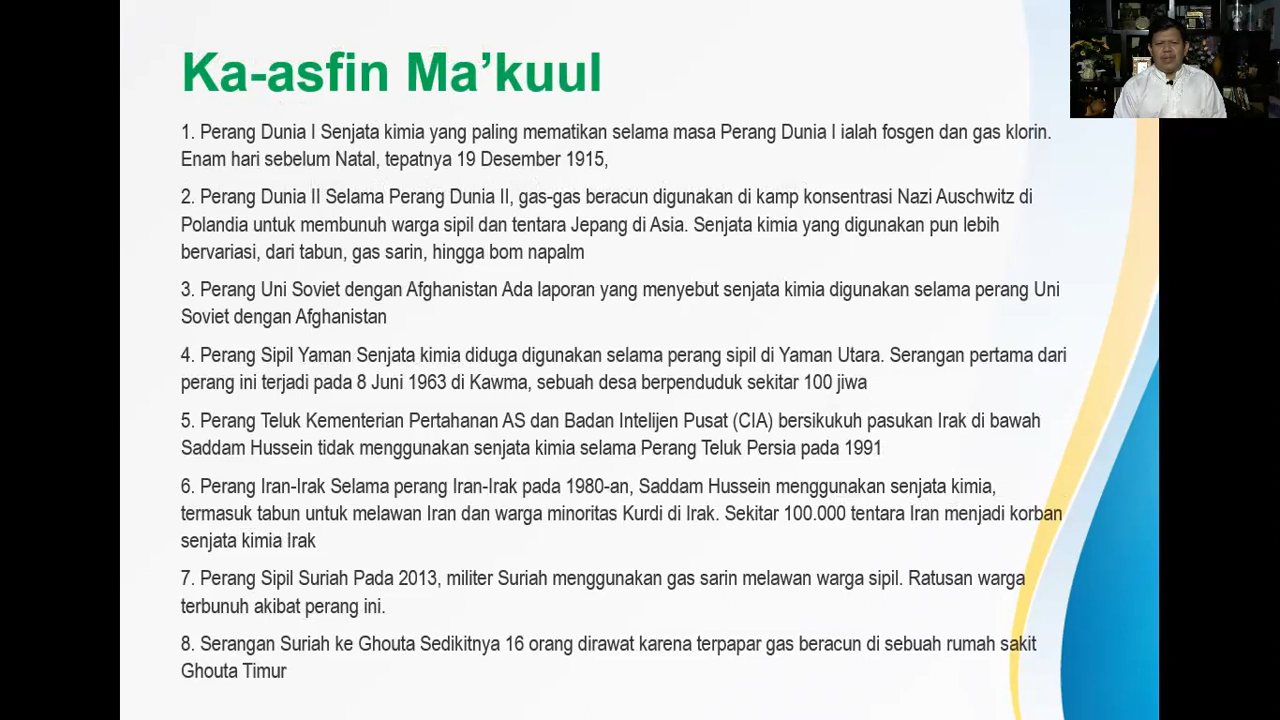 Ka-asfin Ma’kuul
1. Perang Dunia I Senjata kimia yang paling mematikan selama masa Perang Dunia I ialah fosgen dan gas klorin.
Enam hari sebelum Natal, tepatnya 19 Desember 1915,
2. Perang Dunia II Selama Perang Dunia II, gas-gas beracun digunakan di kamp konsentrasi Nazi Auschwitz di
Polandia untuk membunuh warga sipil dan tentara Jepang di Asia. Senjata kimia yang digunakan pun lebih
bervariasi, dari tabun, gas sarin, hingga bom napalm
3. Perang Uni Soviet dengan Afghanistan Ada laporan yang menyebut senjata kimia digunakan selama perang Uni
Soviet dengan Afghanistan
4. Perang Sipil Yaman Senjata kimia diduga digunakan selama perang sipil di Yaman Utara. Serangan pertama dari
perang ini terjadi pada 8 Juni 1963 di Kawma, sebuah desa berpenduduk sekitar 100 jiwa
5. Perang Teluk Kementerian Pertahanan AS dan Badan Intelijen Pusat (CIA) bersikukuh pasukan Irak di bawah
Saddam Hussein tidak menggunakan senjata kimia selama Perang Teluk Persia pada 1991
6. Perang Iran-Irak Selama perang Iran-Irak pada 1980-an, Saddam Hussein menggunakan senjata kimia,
termasuk tabun untuk melawan Iran dan warga minoritas Kurdi di Irak. Sekitar 100.000 tentara Iran menjadi korban
senjata kimia Irak
7. Perang Sipil Suriah Pada 2013, militer Suriah menggunakan gas sarin melawan warga sipil. Ratusan warga
terbunuh akibat perang ini.
8. Serangan Suriah ke Ghouta Sedikitnya 16 orang dirawat karena terpapar gas beracun di sebuah rumah sakit
Ghouta Timur